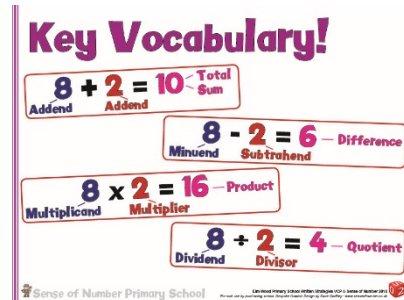 Key Vocabulary!
8 + 2 = 10 Total
Sum
Addend Addend
8 - 2 = 6 Difference
Minuend Subtrahend
8 x 2 = 16 Product
Multiplicand Multiplier
8 ÷ 2 = 4 Quotient
Dividend Divisor
Sense of Number Primary School